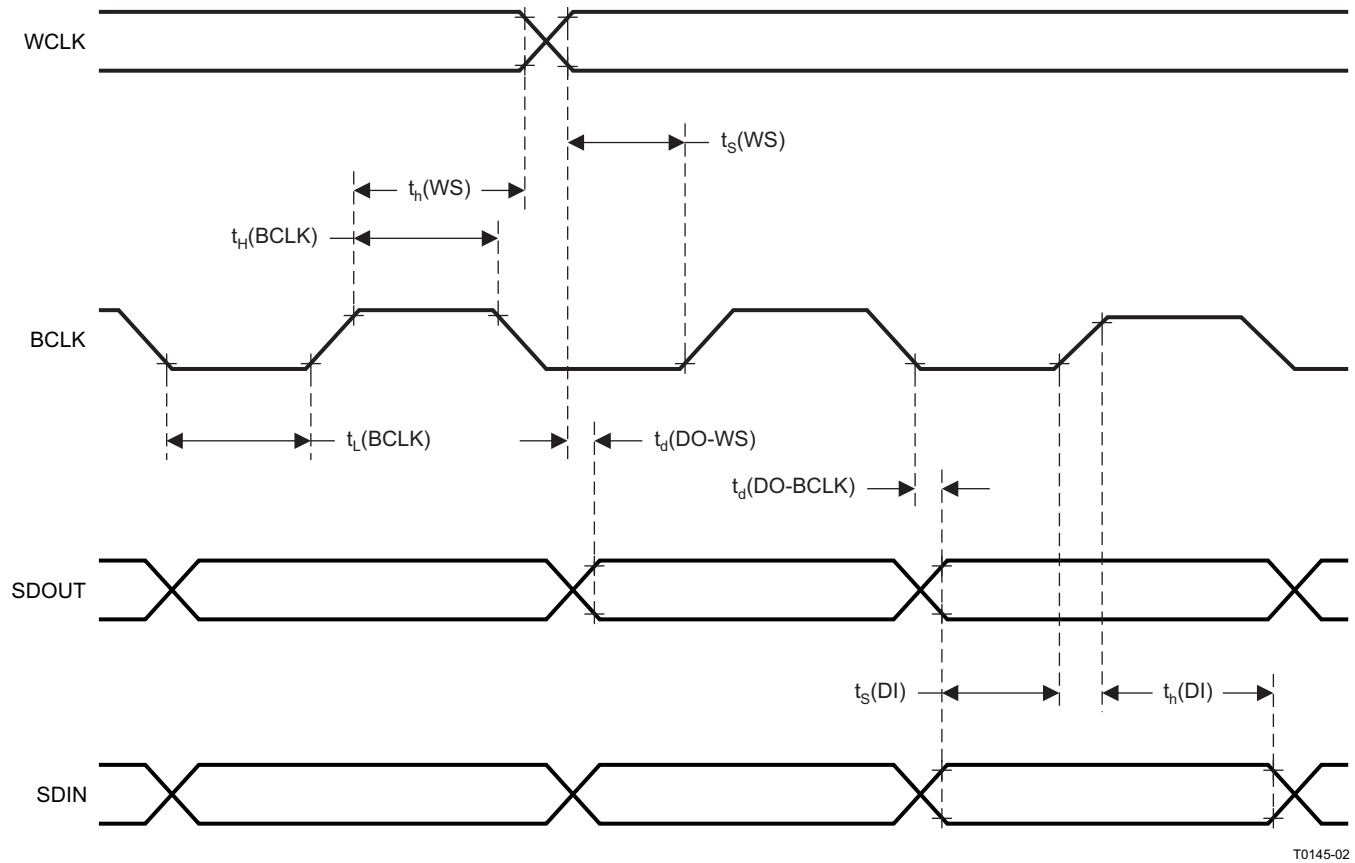 WCLK
tS(WS)
th(WS)
tH(BCLK)
BCLK
tL(BCLK)
td(DO-WS)
td(DO-BCLK)
SDOUT
tS(DI)
th(DI)
SDIN
T0145-02